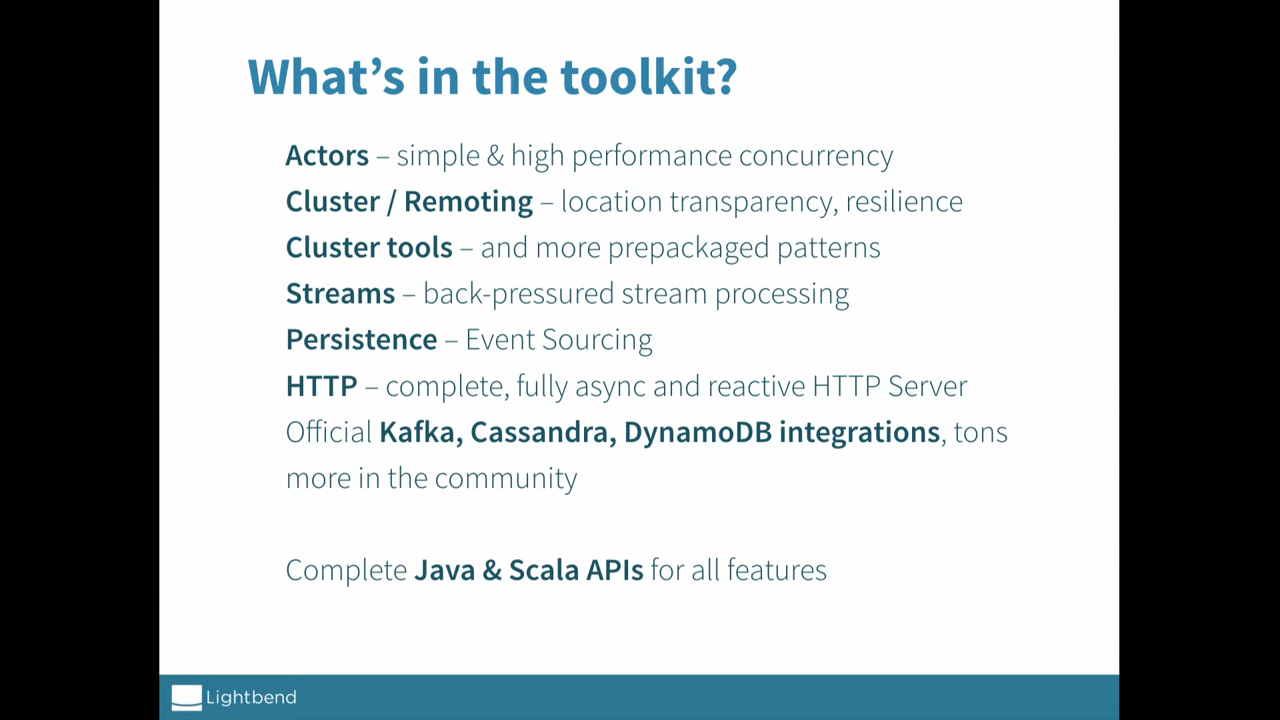 What’s in the toolkit?
Actors – simple & high performance concurrency
Cluster / Remoting – location transparency, resilience
Cluster tools – and more prepackaged patterns
Streams – back-pressured stream processing
Persistence – Event Sourcing
HTTP – complete, fully async and reactive HTTP Server
Official Kafka, Cassandra, DynamoDB integrations, tons
more in the community
Complete Java & Scala APIs for all features
Lightbend